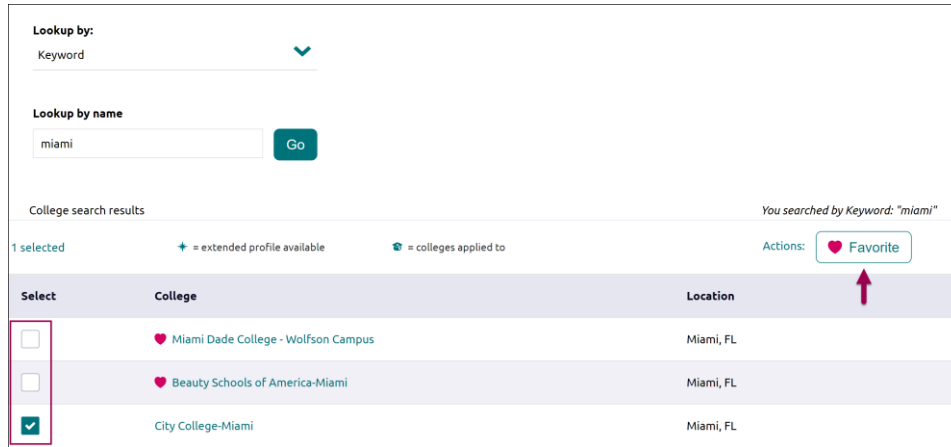 Lookup by:
Keyword
Lookup by name
miami
Go
College search results
You searched by Keyword: "miami"
1 selected
= extended profile available
= colleges applied to
Actions:
Favorite
Select College Location
Miami Dade College - Wolfson Campus Miami, FL
Beauty Schools of America-Miami Miami, FL
City College-Miami Miami, FL